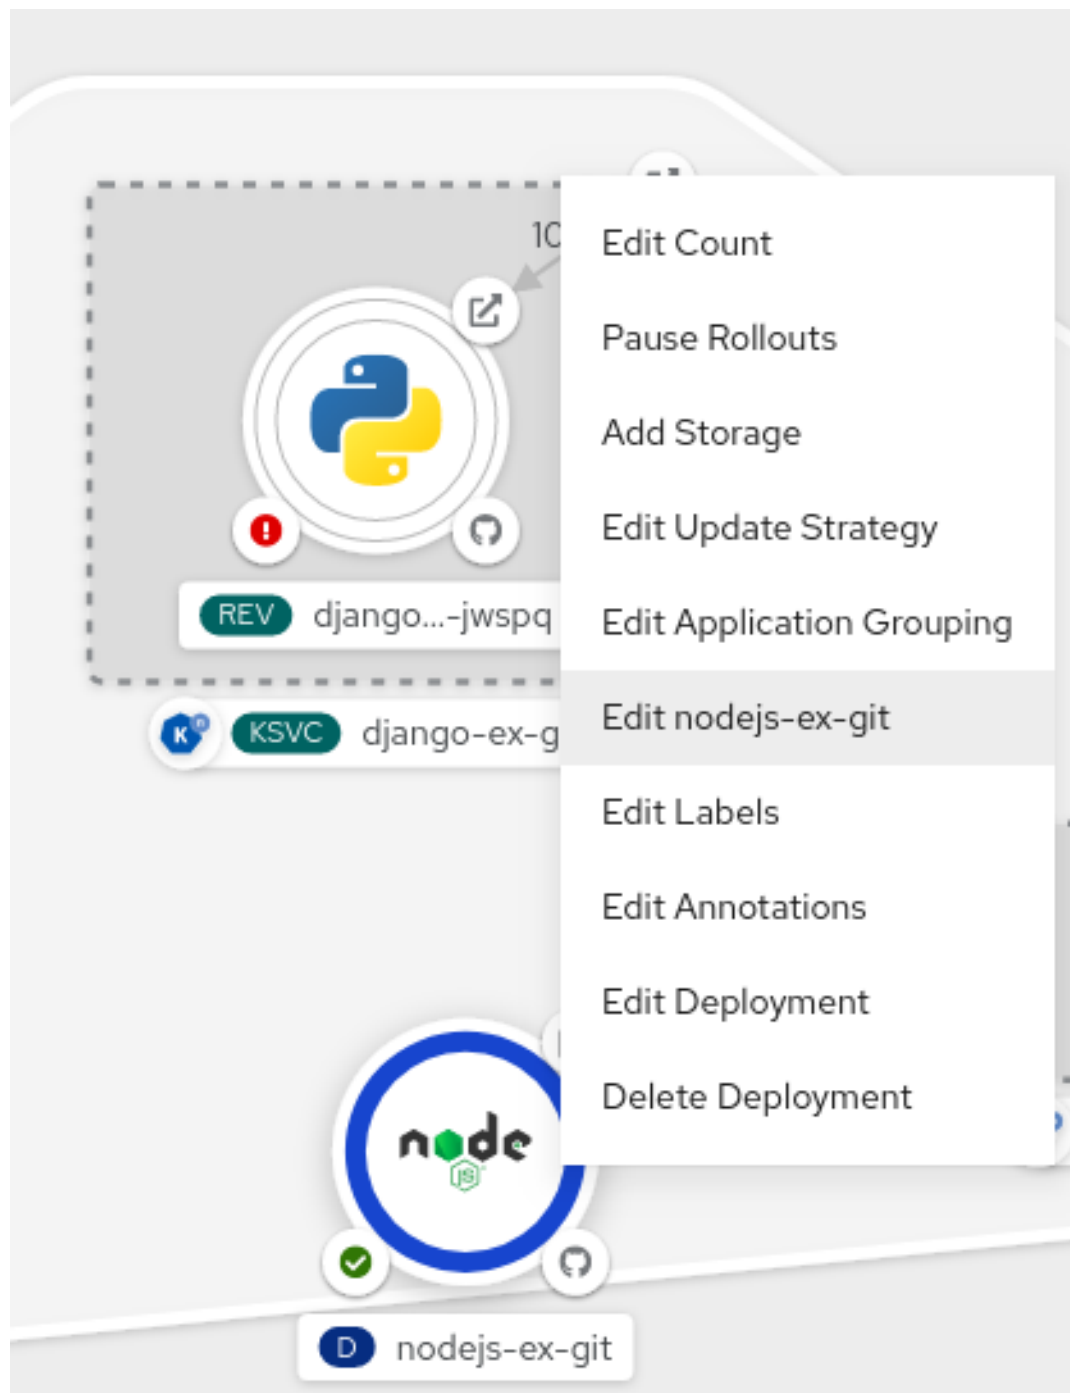 10
Edit Count
Pause Rollouts
Add Storage
Edit Update Strategy
REV django...-jwspq
Edit Application Grouping
KSVC django-ex-g
Edit nodejs-ex-git
Edit Labels
Edit Annotations
Edit Deployment
Delete Deployment
node
JS
D nodejs-ex-git